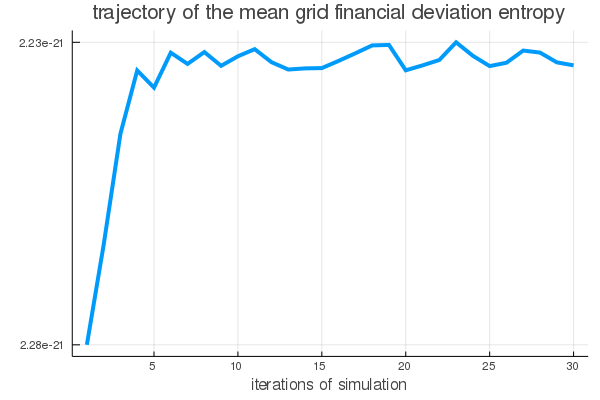 trajectory of the mean grid financial deviation entropy
2.23e-21
2.28e-21
5 10 15 20 25 30
iterations of simulation